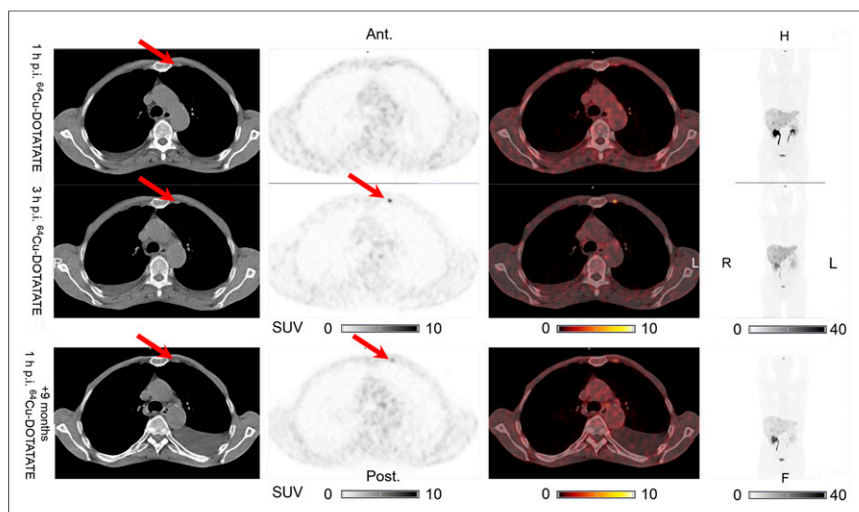 Ant.
H
1 h p.i. ⁶⁴Cu-DOTATATE
3 h p.i. ⁶⁴Cu-DOTATATE
R
L
R
L
SUV 0 10
0 10
0 40
+9 months
1 h p.i. ⁶⁴Cu-DOTATATE
Post.
F
SUV 0 10
0 10
0 40